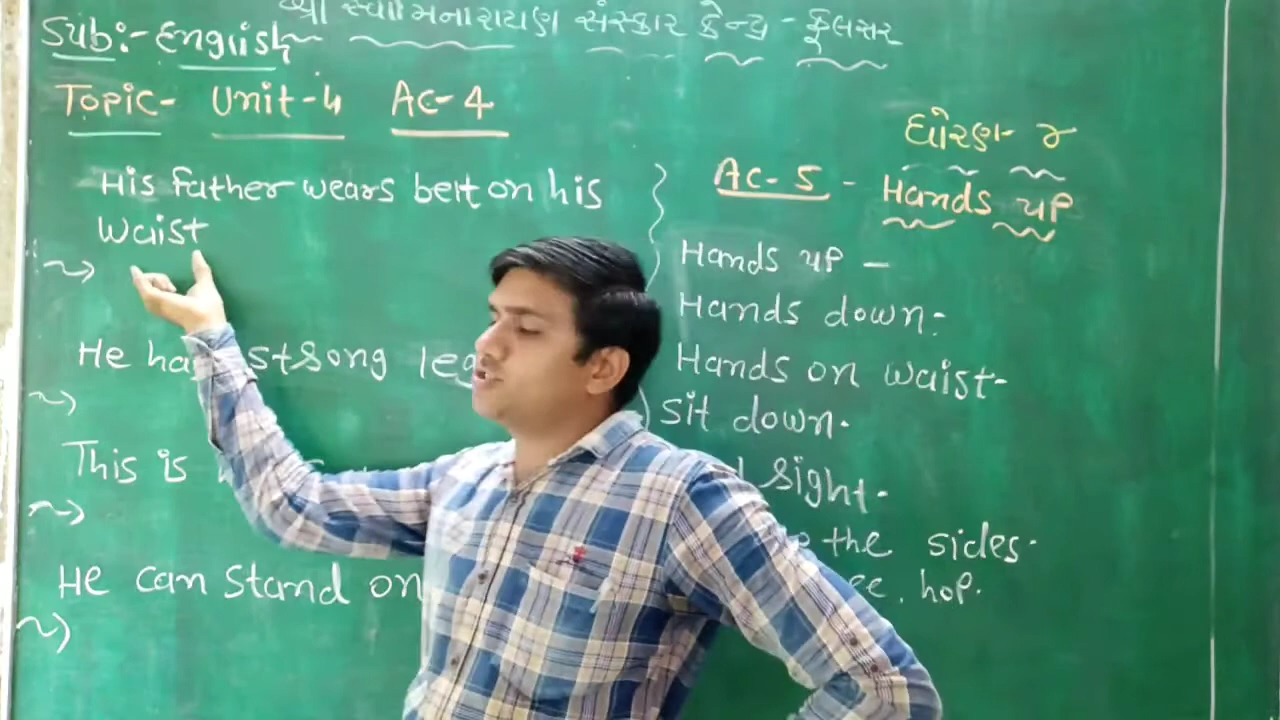 શ્રી સ્વામિનારાયણ સંસ્કાર કેન્દ્ર - ફુલસર
Sub:- English
Topic- Unit-4 AC-4
ધોરણ- ૪
His father wears belt on his
waist
He has strong
This is
He can stand on
AC-5 - Hands up
Hands up -
Hands down:
Hands on waist-
sit down.
sight.
the sides.
hop.